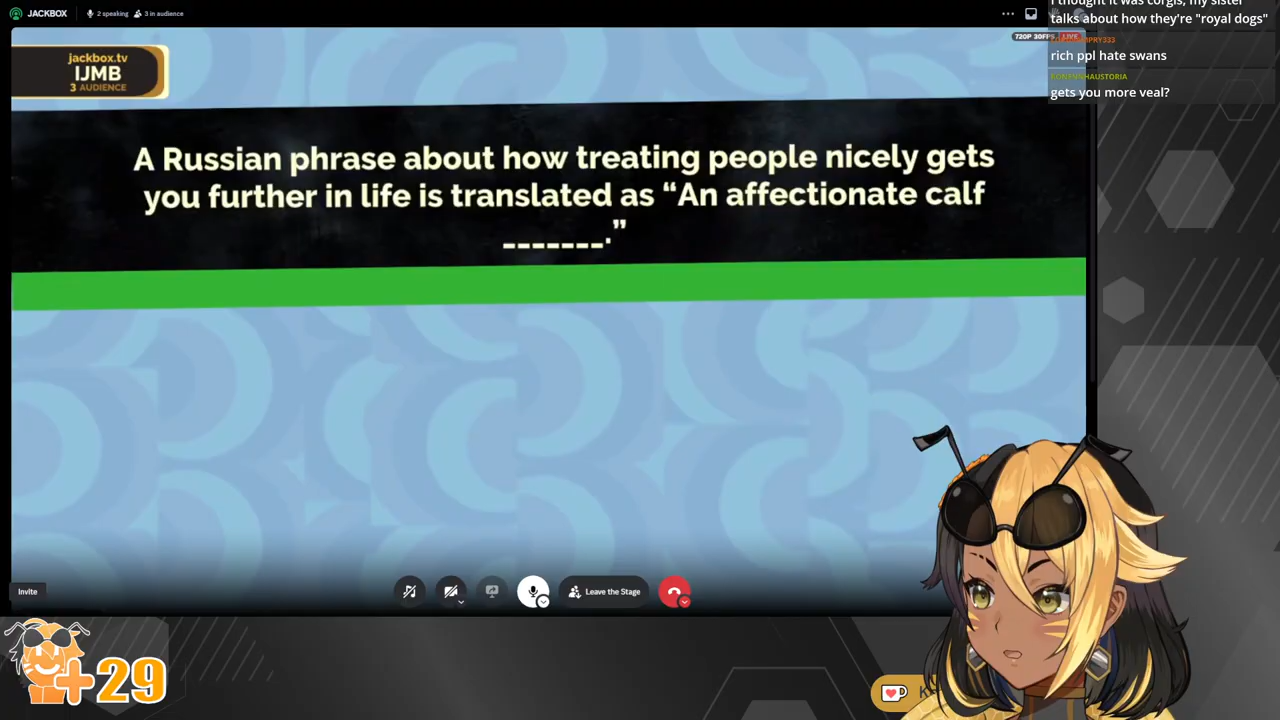 JACKBOX
2 speaking
3 in audience
jackbox.tv
IJMB
3 AUDIENCE
720P 30FPS
LIVE
talks about how they're "royal dogs"
rich ppl hate swans
gets you more veal?
A Russian phrase about how treating people nicely gets
you further in life is translated as “An affectionate calf
_______.”
Invite
Leave the Stage
+29